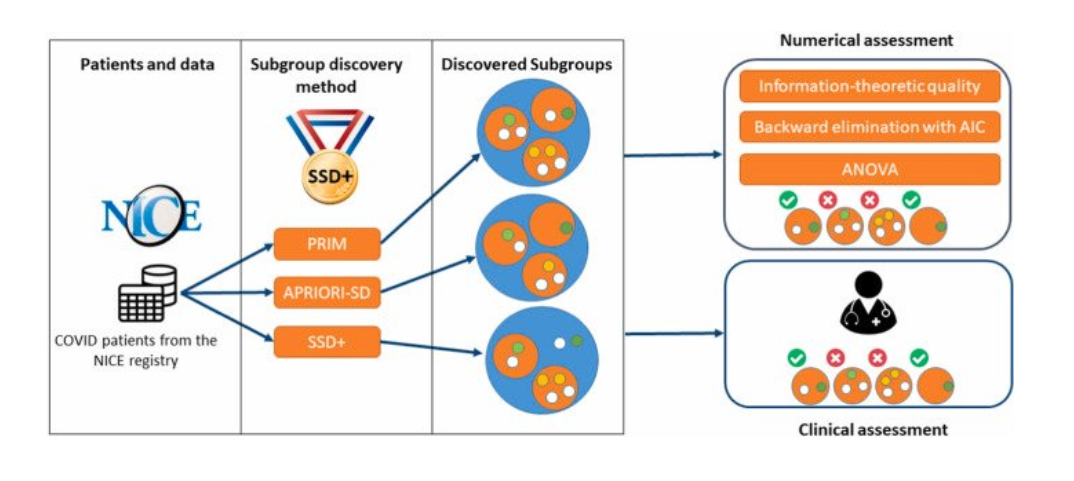 Numerical assessment
Patients and data
Subgroup discovery
method
Discovered Subgroups
Information-theoretic quality
Backward elimination with AIC
ANOVA
SSD+
NICE
PRIM
APRIORI-SD
SSD+
COVID patients from the
NICE registry
Clinical assessment